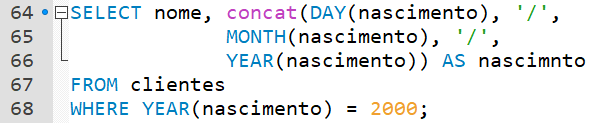 64 SELECT nome, concat(DAY(nascimento), '/',
65 MONTH(nascimento), '/',
66 YEAR(nascimento)) AS nascimnto
67 FROM clientes
68 WHERE YEAR(nascimento) = 2000;